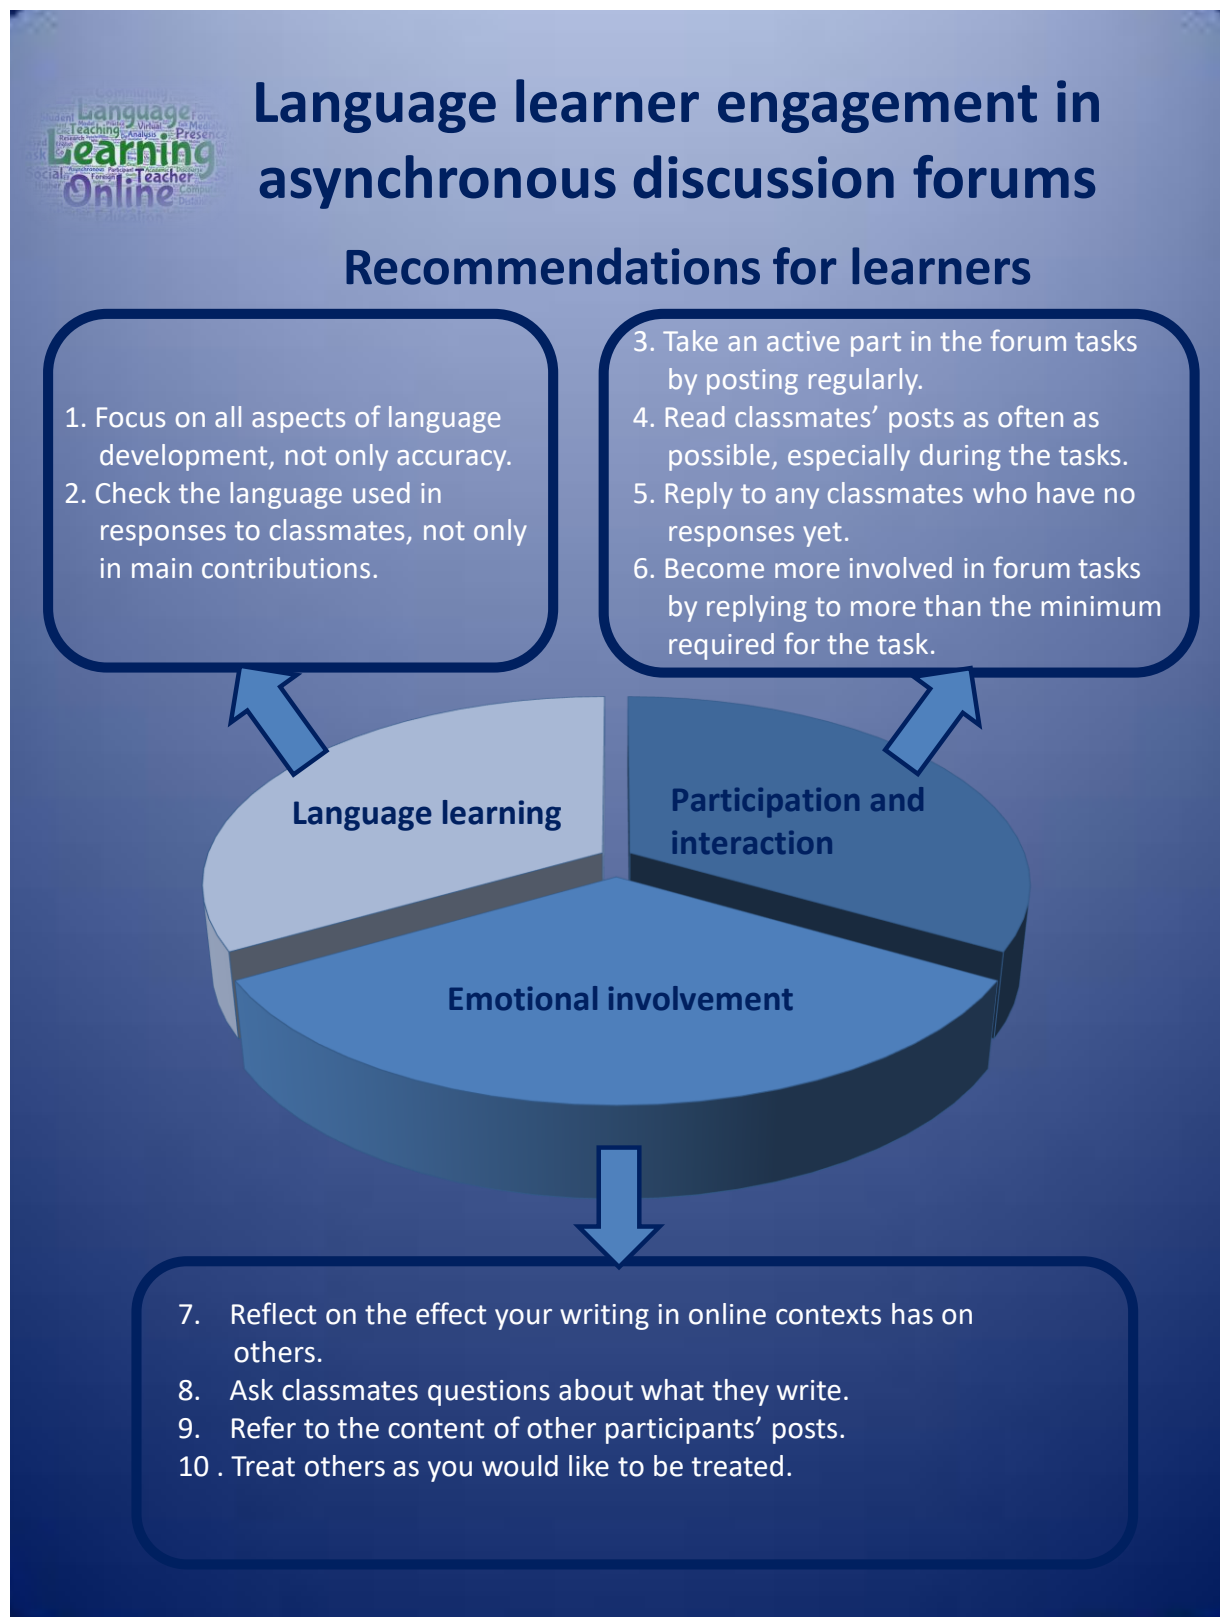 Language
Student
Teaching
Virtual
Presence
Research
Analysis
Learning
Social
Teacher
Online
Education
Language learner engagement in
asynchronous discussion forums
Recommendations for learners
1. Focus on all aspects of language
development, not only accuracy.
2. Check the language used in
responses to classmates, not only
in main contributions.
3. Take an active part in the forum tasks
by posting regularly.
4. Read classmates’ posts as often as
possible, especially during the tasks.
5. Reply to any classmates who have no
responses yet.
6. Become more involved in forum tasks
by replying to more than the minimum
required for the task.
Language learning
Participation and
interaction
Emotional involvement
7. Reflect on the effect your writing in online contexts has on
others.
8. Ask classmates questions about what they write.
9. Refer to the content of other participants’ posts.
10 . Treat others as you would like to be treated.